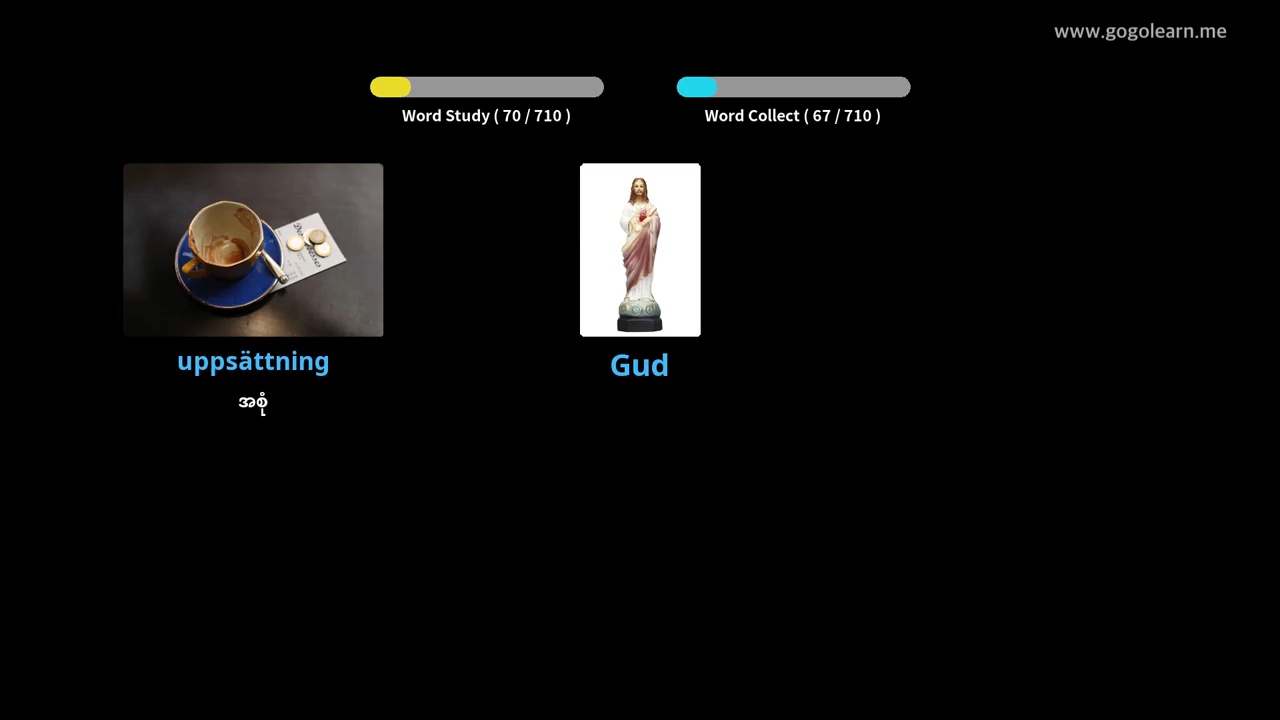 www.gogolearn.me
Word Study ( 70 / 710 )
Word Collect ( 67 / 710 )
uppsättning
အစုံ
Gud